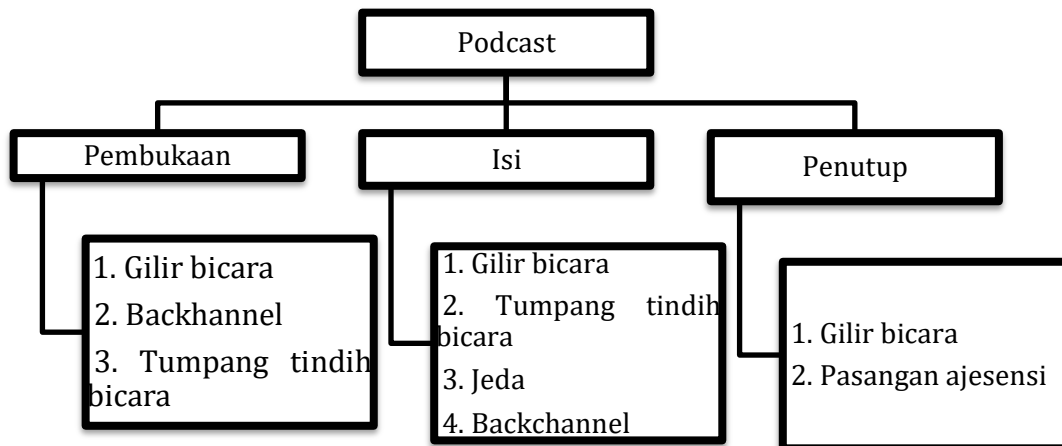 Podcast
Pembukaan
Isi
Penutup
1. Gilir bicara
2. Backhannel
3. Tumpang tindih
bicara
1. Gilir bicara
2. Tumpang tindih
bicara
3. Jeda
4. Backchannel
1. Gilir bicara
2. Pasangan ajesensi